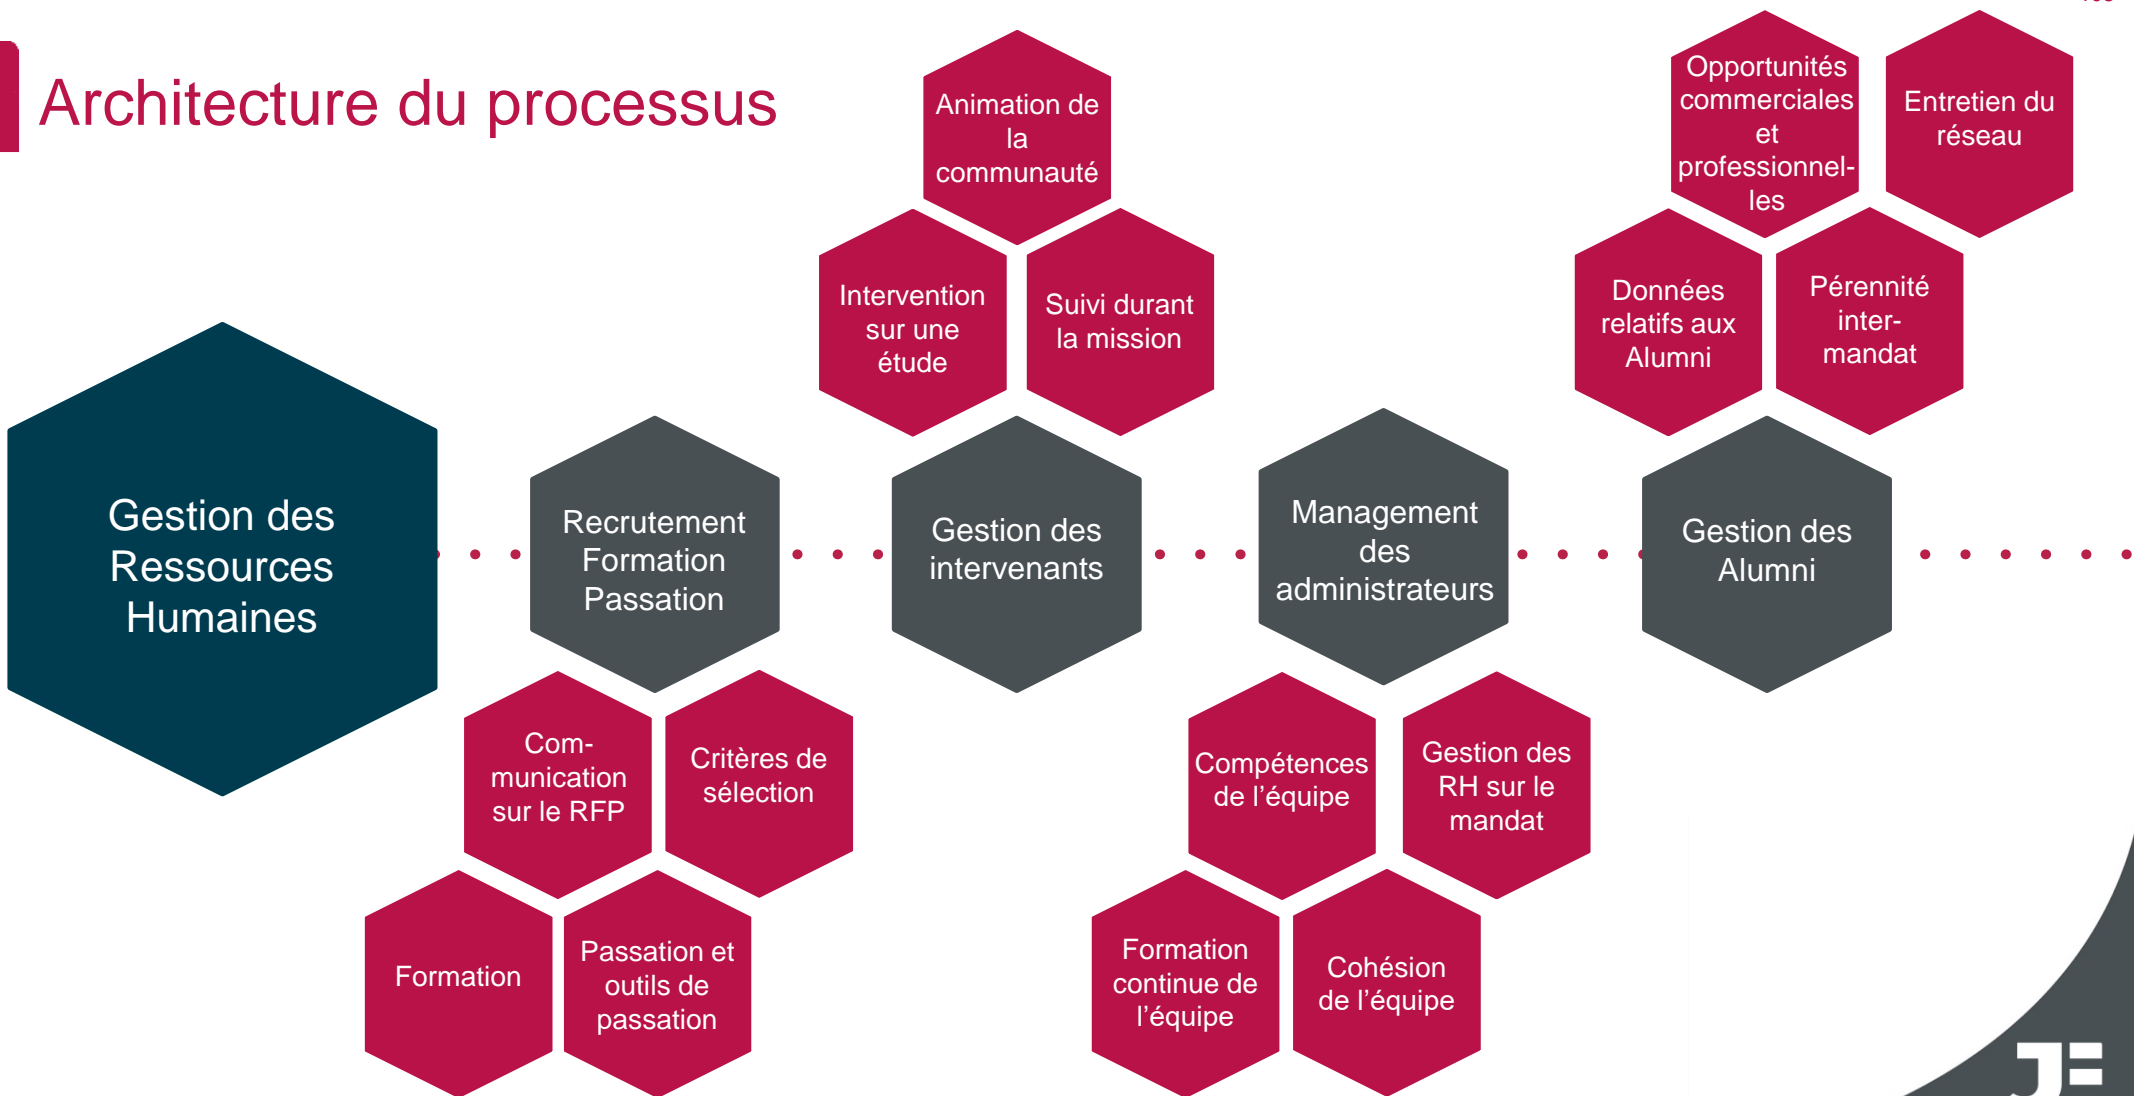 Architecture du processus
Animation de
la
communauté
Intervention
sur une
étude
Suivi durant
la mission
Opportunités
commerciales
et
professionnel-
les
Entretien du
réseau
Données
relatifs aux
Alumni
Pérennité
inter-
mandat
Gestion des
Ressources
Humaines
Recrutement
Formation
Passation
Gestion des
intervenants
Management
des
administrateurs
Gestion des
Alumni
Com-
munication
sur le RFP
Critères de
sélection
Formation
Passation et
outils de
passation
Compétences
de l’équipe
Gestion des
RH sur le
mandat
Formation
continue de
l’équipe
Cohésion
de l’équipe